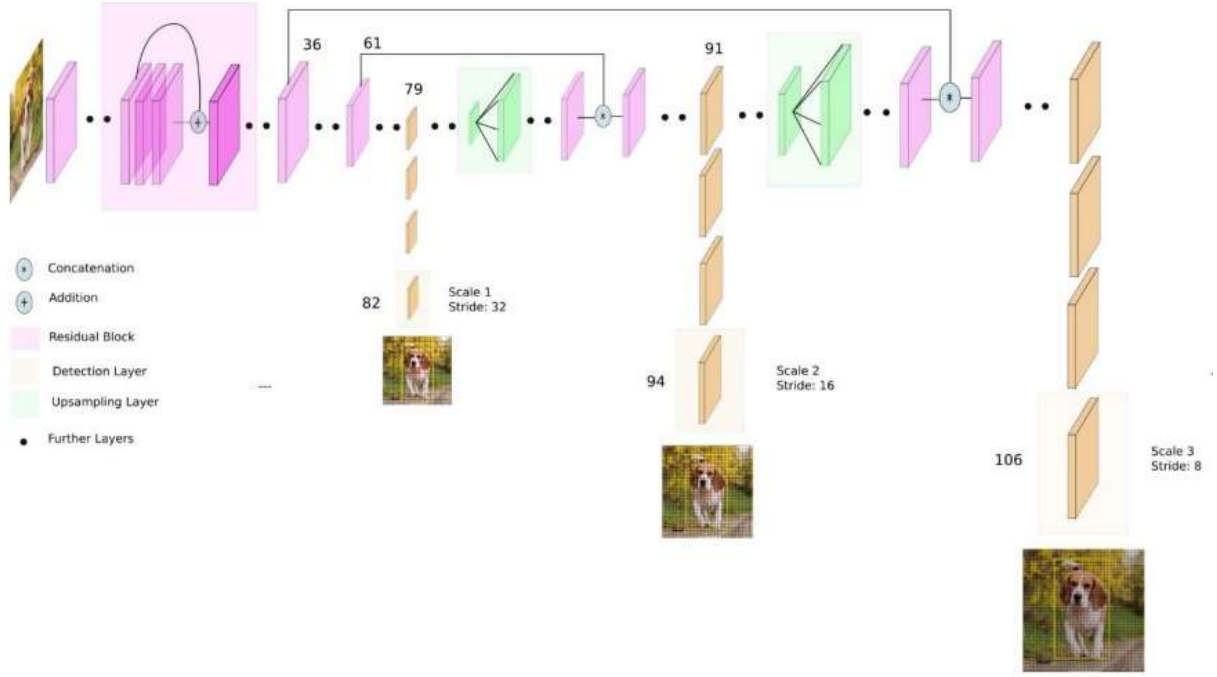 36
61
91
79
Concatenation
Addition
Residual Block
Detection Layer
Upsampling Layer
Further Layers
82
Scale 1
Stride: 32
94
Scale 2
Stride: 16
106
Scale 3
Stride: 8